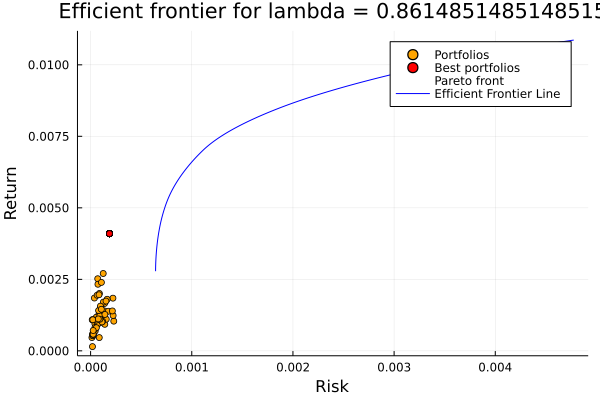 Efficient frontier for lambda = 0.8614851485148515
Return
0.0100
0.0075
0.0050
0.0025
0.0000
Portfolios
Best portfolios
Pareto front
Efficient Frontier Line
0.000
0.001
0.002
0.003
0.004
Risk